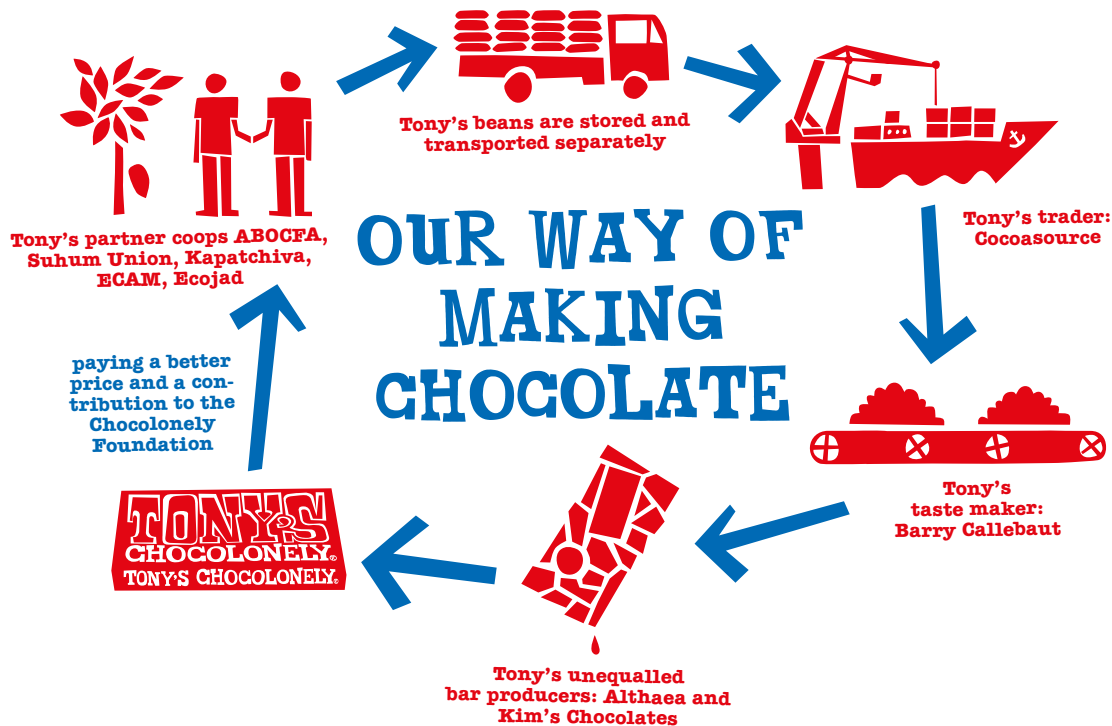 Tony's beans are stored and
transported separately
Tony's partner coops ABOCFA,
Suhum Union, Kapatchiva,
ECAM, Ecojad
Tony's trader:
Cocoasource
OUR WAY OF
MAKING
CHOCOLATE
paying a better
price and a con-
tribution to the
Chocolonely
Foundation
Tony's
taste maker:
Barry Callebaut
TONY'S
CHOCOLONELY®
TONY'S CHOCOLONELY®
Tony's unequalled
bar producers: Althaea and
Kim's Chocolates